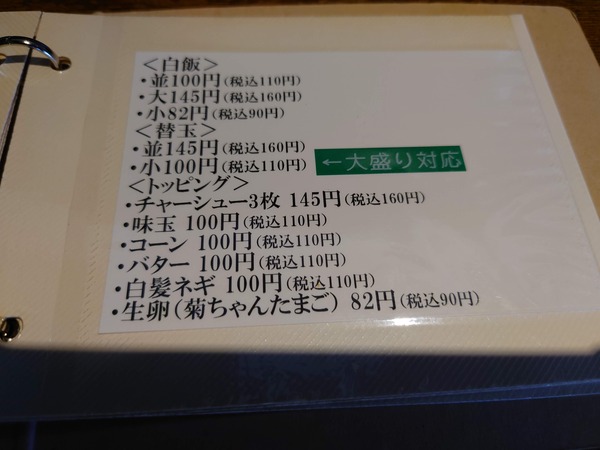 ＜白飯＞
・並100円(税込110円)
・大145円(税込160円)
・小82円(税込90円)
＜替玉＞
・並145円(税込160円)
・小100円(税込110円) ←大盛り対応
＜トッピング＞
・チャーシュー3枚 145円(税込160円)
・味玉 100円(税込110円)
・コーン 100円(税込110円)
・バター 100円(税込110円)
・白髪ネギ 100円(税込110円)
・生卵(菊ちゃんたまご) 82円(税込90円)